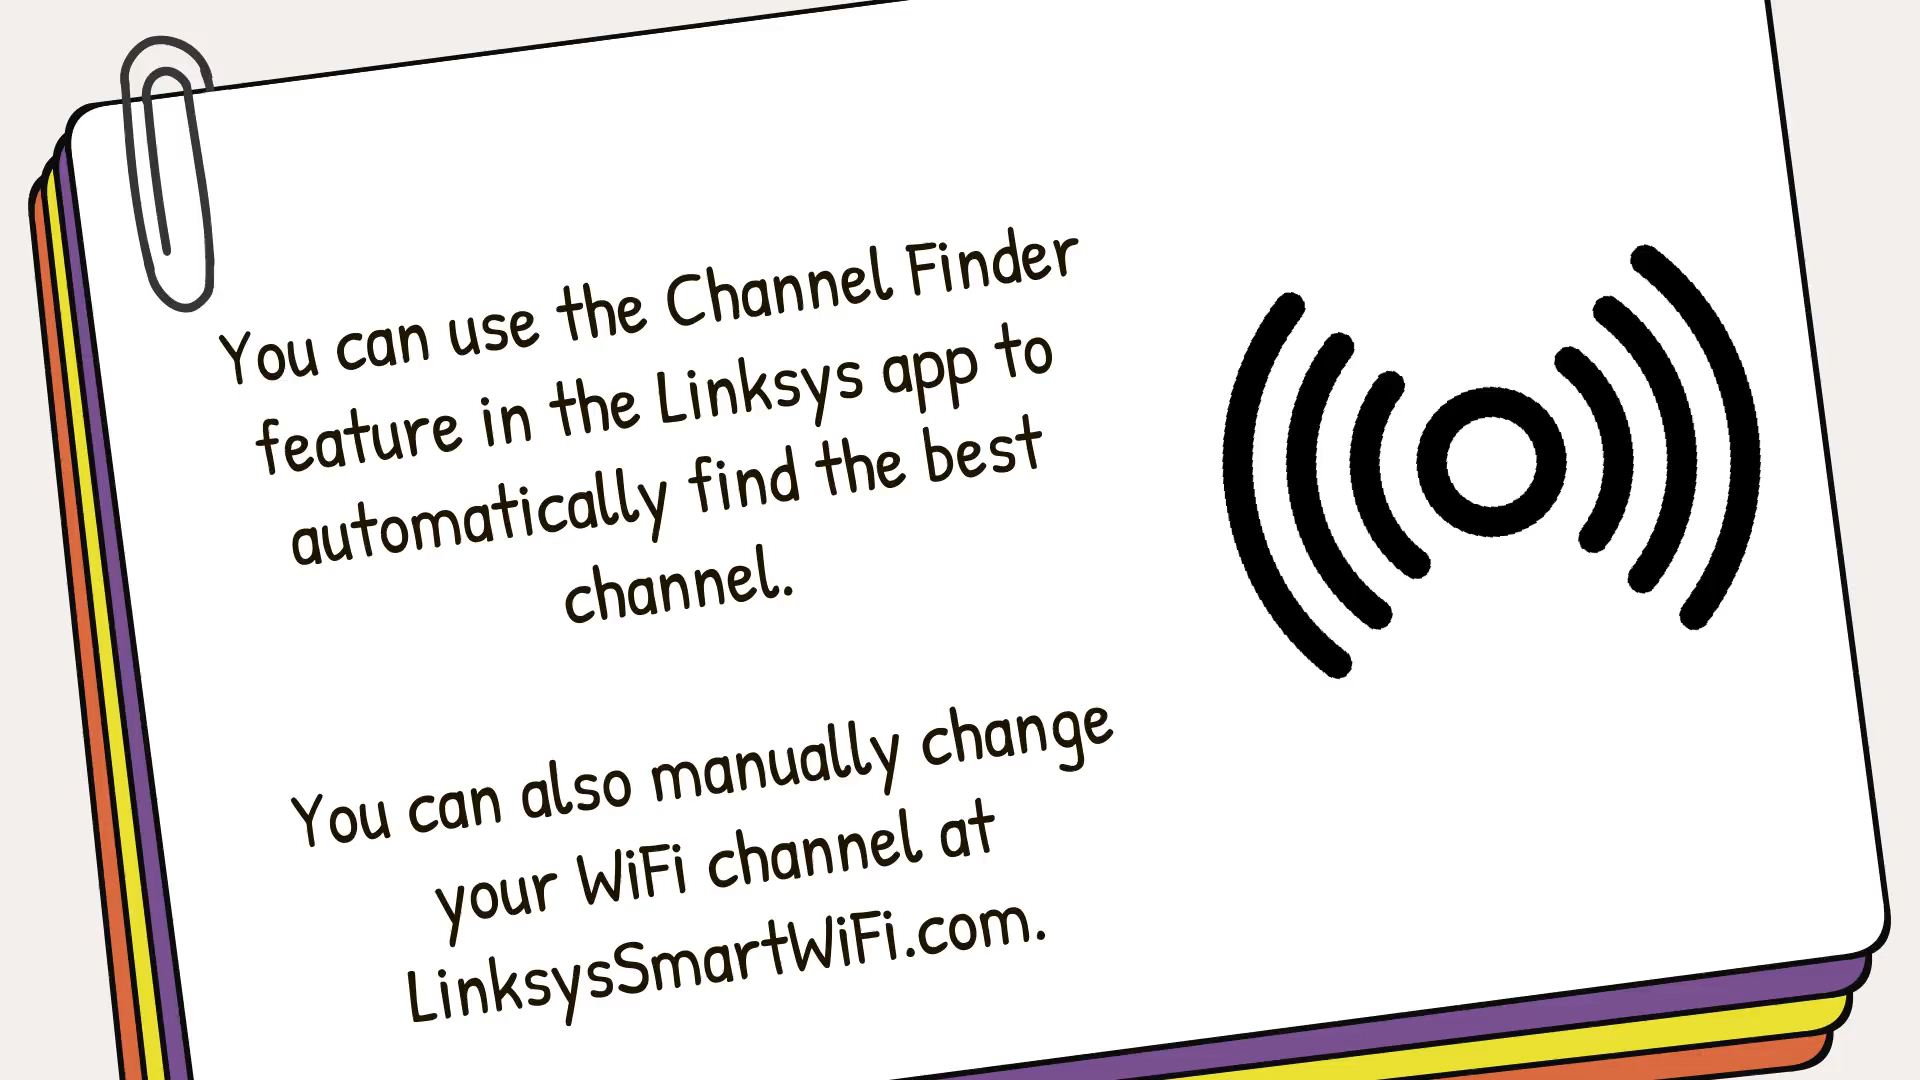 You can use the Channel Finder
feature in the Linksys app to
automatically find the best
channel.
You can also manually change
your WiFi channel at
LinksysSmartWiFi.com.